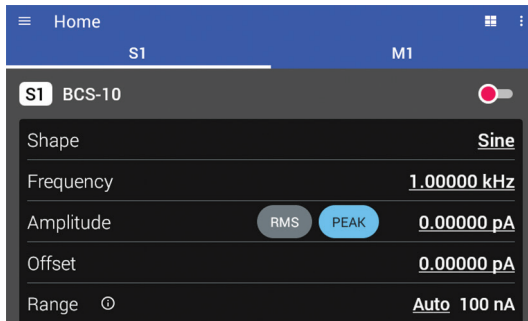 Home
S1 M1
S1 BCS-10
Shape Sine
Frequency 1.00000 kHz
Amplitude RMS PEAK 0.00000 pA
Offset 0.00000 pA
Range Auto 100 nA